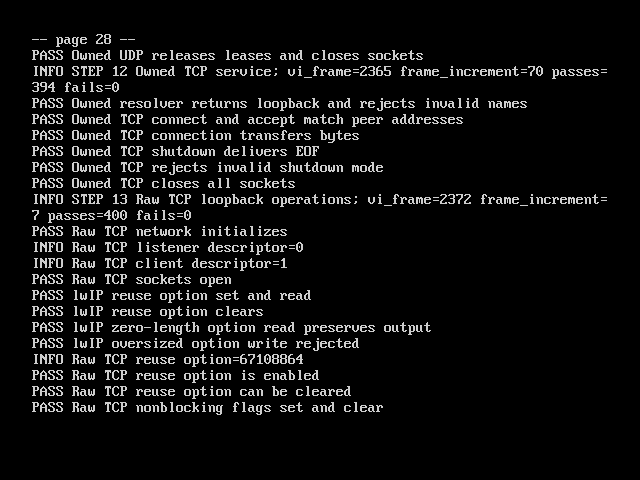 -- page 28 --
PASS Owned UDP releases leases and closes sockets
INFO STEP 12 Owned TCP service; vi_frame=2365 frame_increment=70 passes=
394 fails=0
PASS Owned resolver returns loopback and rejects invalid names
PASS Owned TCP connect and accept match peer addresses
PASS Owned TCP connection transfers bytes
PASS Owned TCP shutdown delivers EOF
PASS Owned TCP rejects invalid shutdown mode
PASS Owned TCP closes all sockets
INFO STEP 13 Raw TCP loopback operations; vi_frame=2372 frame_increment=
7 passes=400 fails=0
PASS Raw TCP network initializes
INFO Raw TCP listener descriptor=0
INFO Raw TCP client descriptor=1
PASS Raw TCP sockets open
PASS lwIP reuse option set and read
PASS lwIP reuse option clears
PASS lwIP zero-length option read preserves output
PASS lwIP oversized option write rejected
INFO Raw TCP reuse option=67108864
PASS Raw TCP reuse option is enabled
PASS Raw TCP reuse option can be cleared
PASS Raw TCP nonblocking flags set and clear